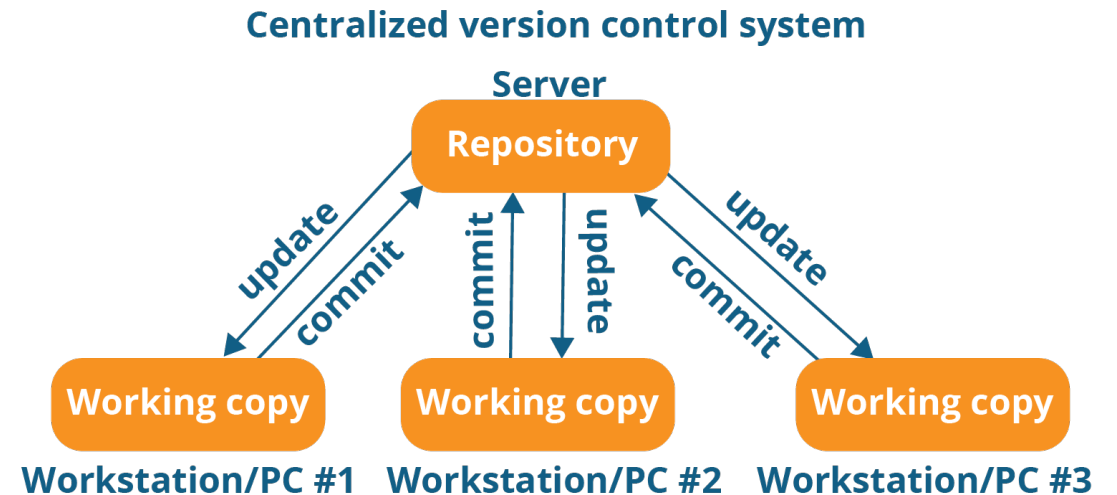 Centralized version control system
Server
Repository
update
commit
commit
update
update
commit
Working copy
Working copy
Working copy
Workstation/PC #1
Workstation/PC #2
Workstation/PC #3